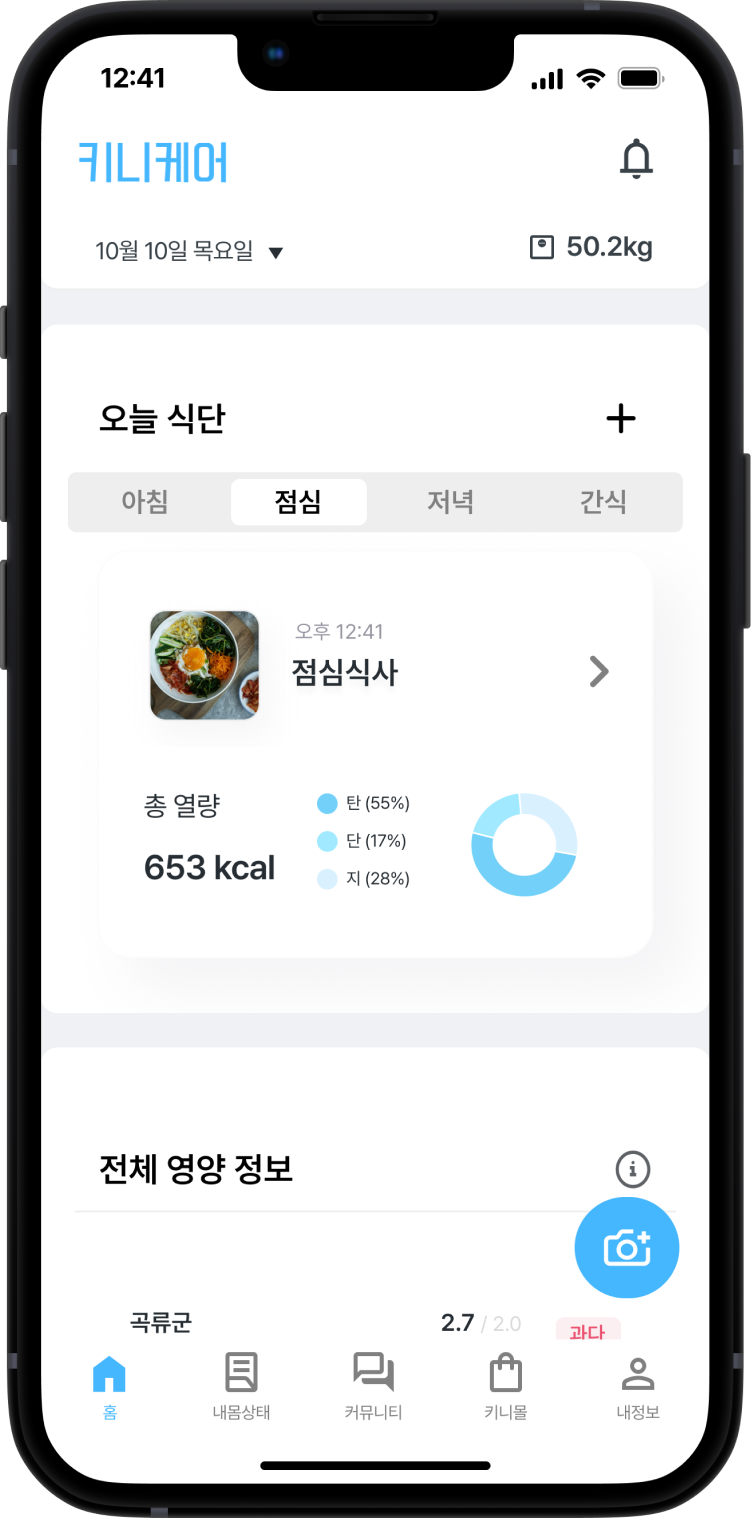 12:41
키니케어
10월 10일 목요일 ▼
50.2kg
오늘 식단
아침 점심 저녁 간식
오후 12:41
점심식사
총 열량
653 kcal
탄 (55%)
단 (17%)
지 (28%)
전체 영양 정보
곡류군 2.7 / 2.0 과다
홈 내몸상태 커뮤니티 키니몰 내정보